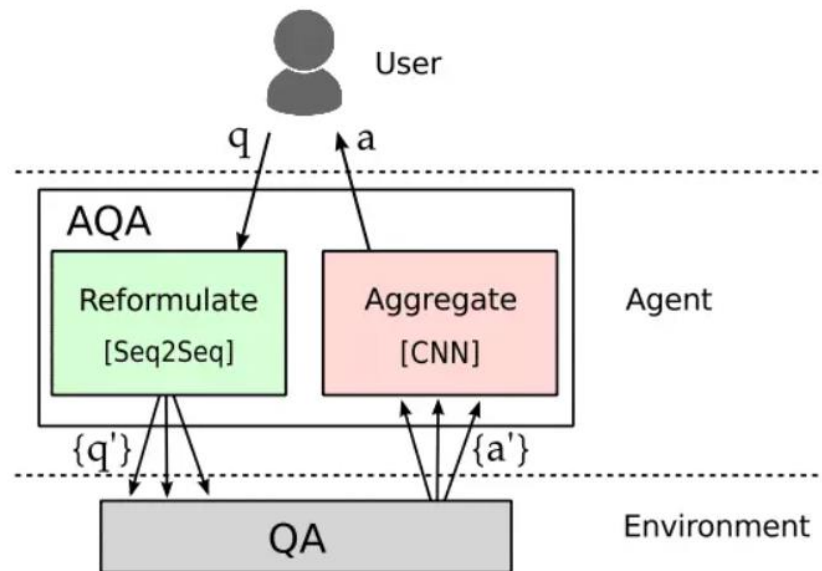 User
q
a
AQA
Reformulate
[Seq2Seq]
Aggregate
[CNN]
Agent
{q'}
{a'}
QA
Environment